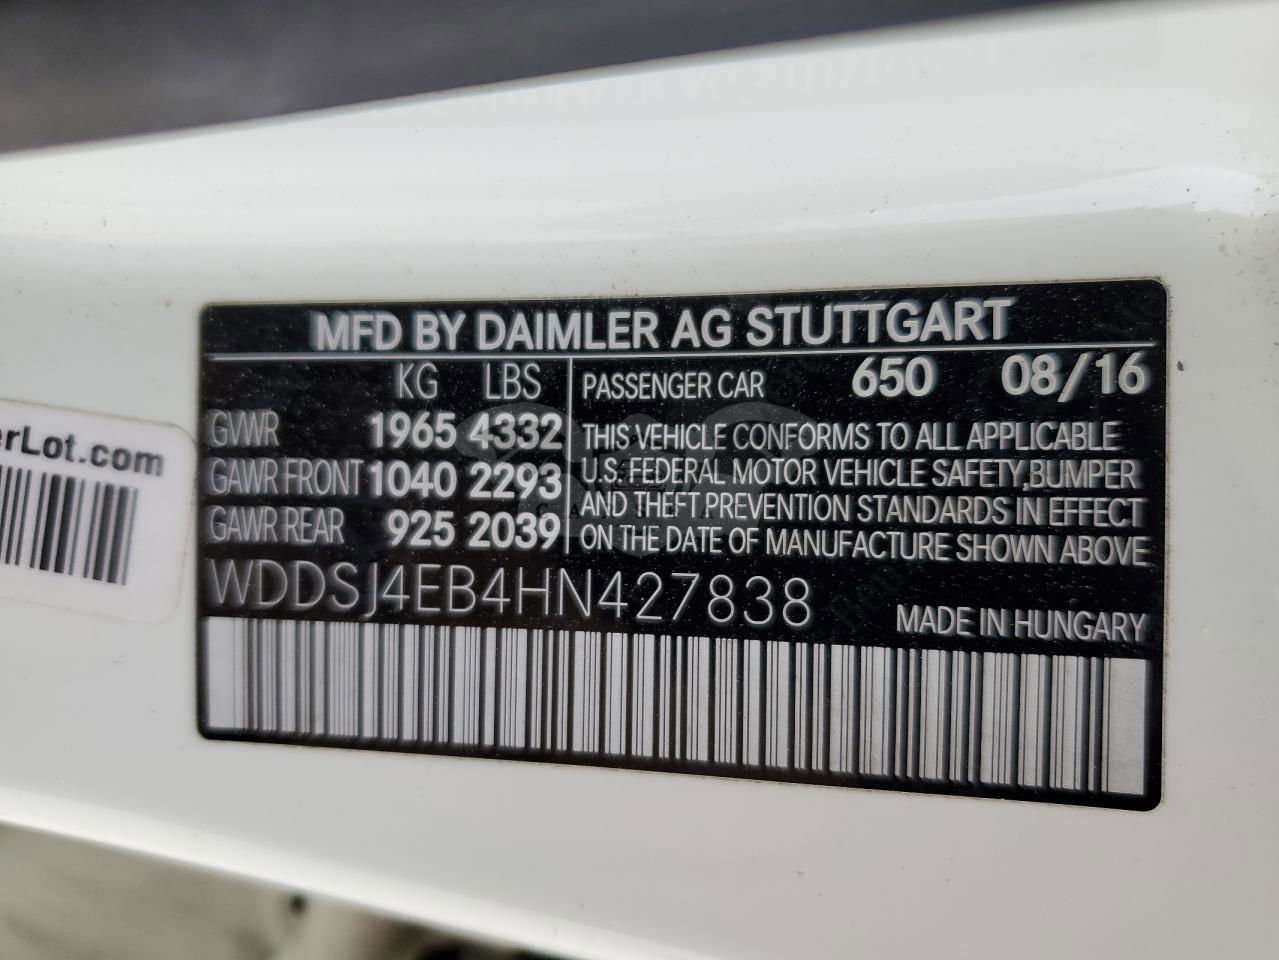 MFD BY DAIMLER AG STUTTGART
KG LBS
GVWR 1965 4332
GAWR FRONT 1040 2293
GAWR REAR 925 2039
PASSENGER CAR 650 08/16
THIS VEHICLE CONFORMS TO ALL APPLICABLE
U.S. FEDERAL MOTOR VEHICLE SAFETY,BUMPER
AND THEFT PREVENTION STANDARDS IN EFFECT
ON THE DATE OF MANUFACTURE SHOWN ABOVE
WDDSJ4EB4HN427838
MADE IN HUNGARY
erLot.com